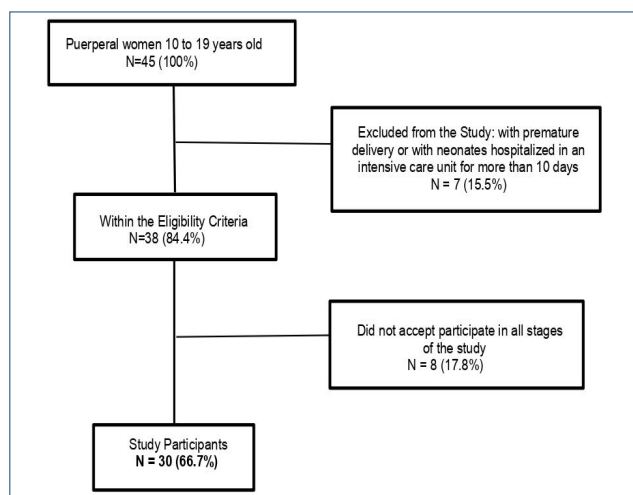 Puerperal women 10 to 19 years old
N=45 (100%)
Excluded from the Study: with premature
delivery or with neonates hospitalized in an
intensive care unit for more than 10 days
N = 7 (15.5%)
Within the Eligibility Criteria
N=38 (84.4%)
Did not accept participate in all stages
of the study
N = 8 (17.8%)
Study Participants
N = 30 (66.7%)